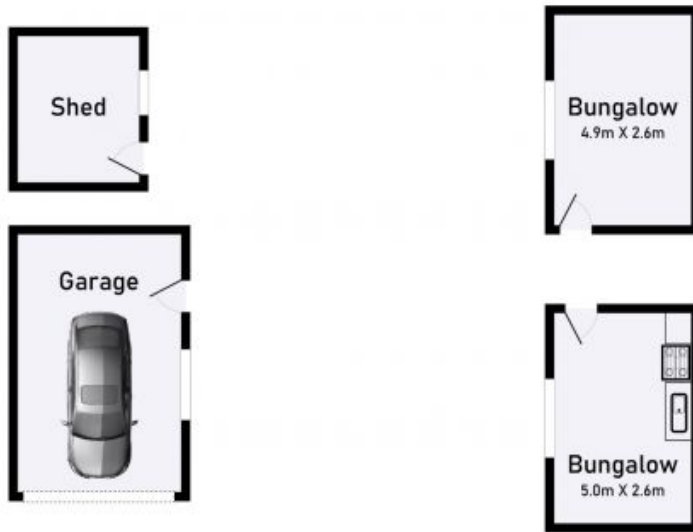 Shed
Bungalow
4.9m X 2.6m
Garage
Bungalow
5.0m X 2.6m